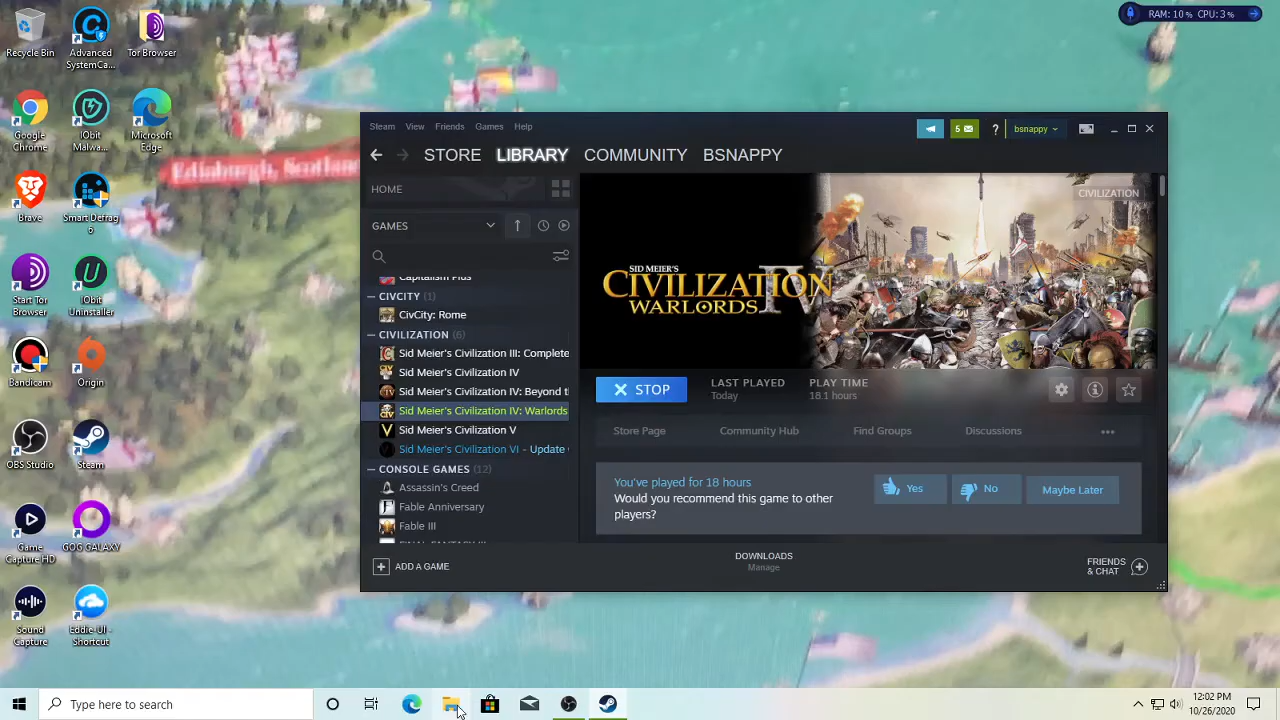 RAM: 10% CPU: 3%
Recycle Bin
Advanced
SystemCa...
Tor Browser
Google
Chrome
IObit
Malwa...
Microsoft
Edge
Edinburgh, Scotland
Brave
Smart Defrag
6
Start Tor
Browser
IObit
Uninstaller
Bandicam
Origin
OBS Studio
Steam
Game
Capture HD
GOG GALAXY
Sound
Capture
Eddie_UI -
Shortcut
Steam View Friends Games Help
5
?
bsnappy
STORE LIBRARY COMMUNITY BSNAPPY
HOME
GAMES
Capitalism Plus
CIVCITY (1)
CivCity: Rome
CIVILIZATION (6)
Sid Meier's Civilization III: Complete
Sid Meier's Civilization IV
Sid Meier's Civilization IV: Beyond t
Sid Meier's Civilization IV: Warlords
Sid Meier's Civilization V
Sid Meier's Civilization VI - Update
CONSOLE GAMES (12)
Assassin's Creed
Fable Anniversary
Fable III
ADD A GAME
CIVILIZATION
SID MEIER'S
CIVILIZATION IV
WARLORDS
STOP
LAST PLAYED
Today
PLAY TIME
18.1 hours
Store Page Community Hub Find Groups Discussions
You've played for 18 hours
Would you recommend this game to other
players?
Yes No Maybe Later
DOWNLOADS
Manage
FRIENDS
& CHAT
Type here to search
12:02 PM
10/26/2020